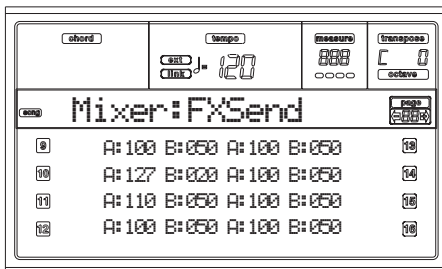 chord tempo measure transpose
ext link ♩= 120 888 C 0
octave
song Mixer:FXSend page
88
9 A:100 B:050 A:100 B:050 13
10 A:127 B:020 A:100 B:050 14
11 A:110 B:050 A:100 B:050 15
12 A:100 B:050 A:100 B:050 16